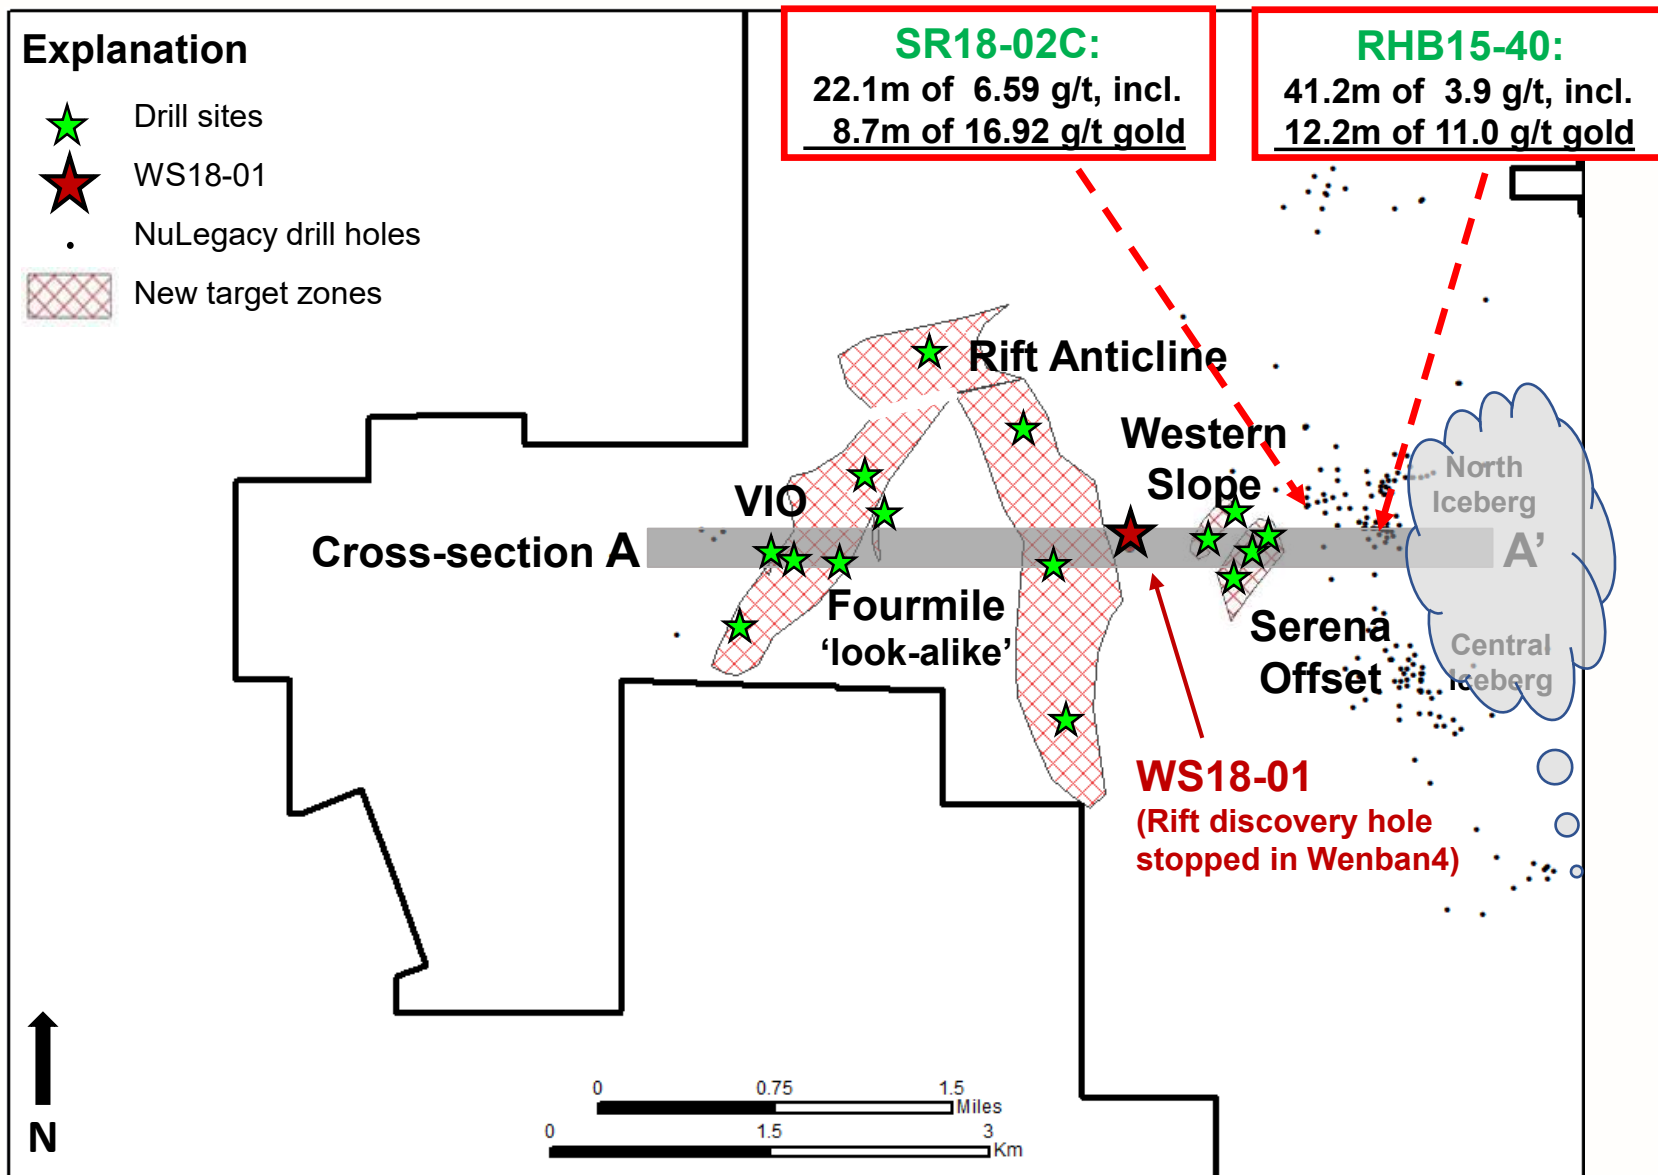 Explanation
Drill sites
WS18-01
NuLegacy drill holes
New target zones
SR18-02C:
22.1m of 6.59 g/t, incl.
8.7m of 16.92 g/t gold
RHB15-40:
41.2m of 3.9 g/t, incl.
12.2m of 11.0 g/t gold
Rift Anticline
Western
Slope
North
Iceberg
VIO
Cross-section A
A'
Fourmile
‘look-alike’
Serena
Offset
Central
Iceberg
WS18-01
(Rift discovery hole
stopped in Wenban4)
N
0 0.75 1.5
Miles
0 1.5 3
Km